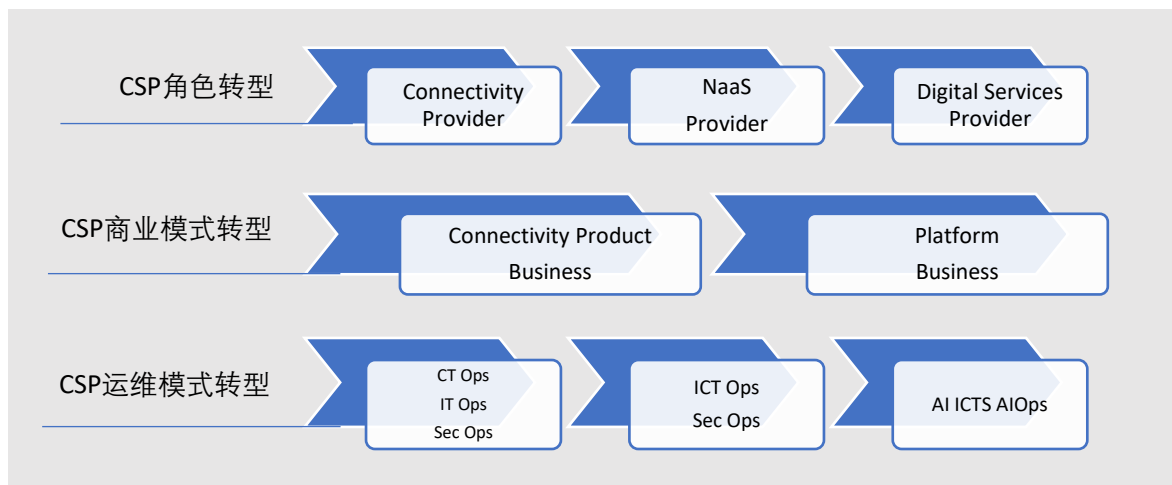 CSP角色转型
Connectivity
Provider
NaaS
Provider
Digital Services
Provider
CSP商业模式转型
Connectivity Product
Business
Platform
Business
CSP运维模式转型
CT Ops
IT Ops
Sec Ops
ICT Ops
Sec Ops
AI ICTS AIOps